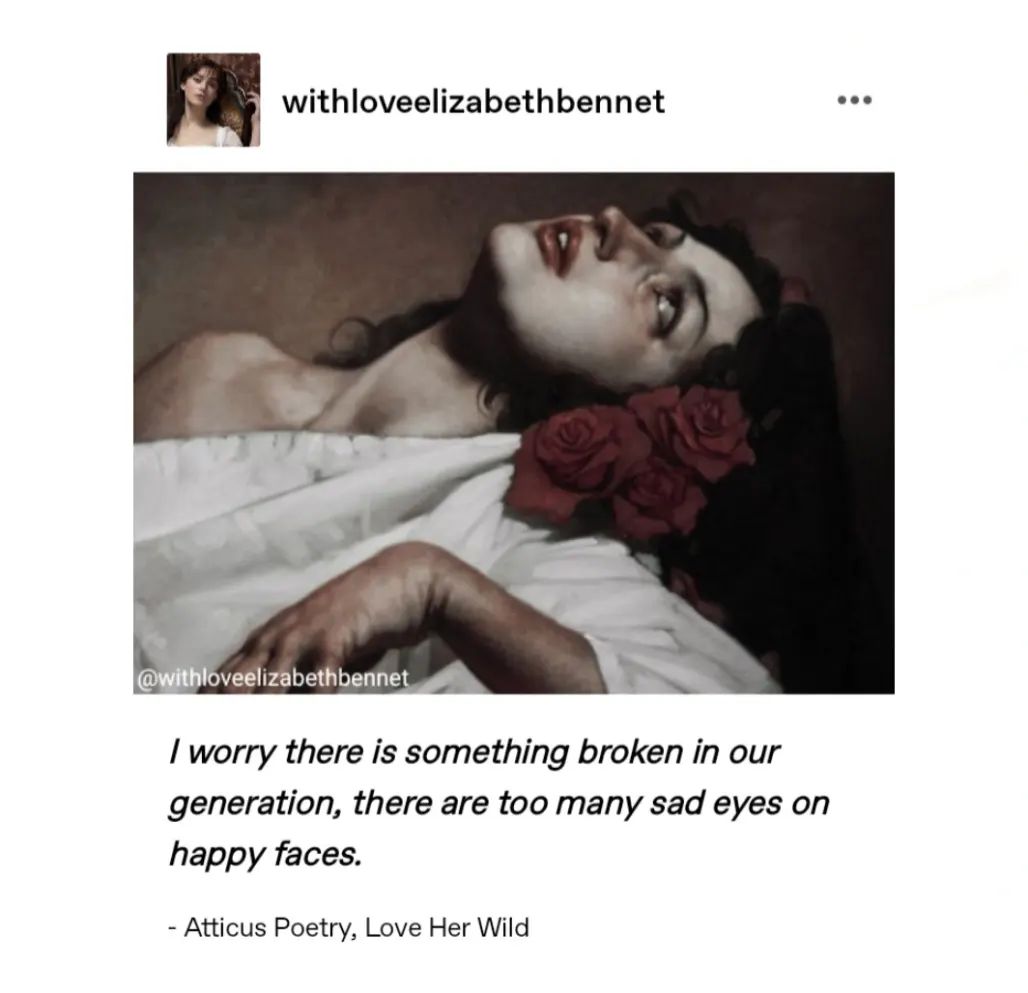 withloveelizabethbennet
@withloveelizabethbennet
I worry there is something broken in our
generation, there are too many sad eyes on
happy faces.
- Atticus Poetry, Love Her Wild